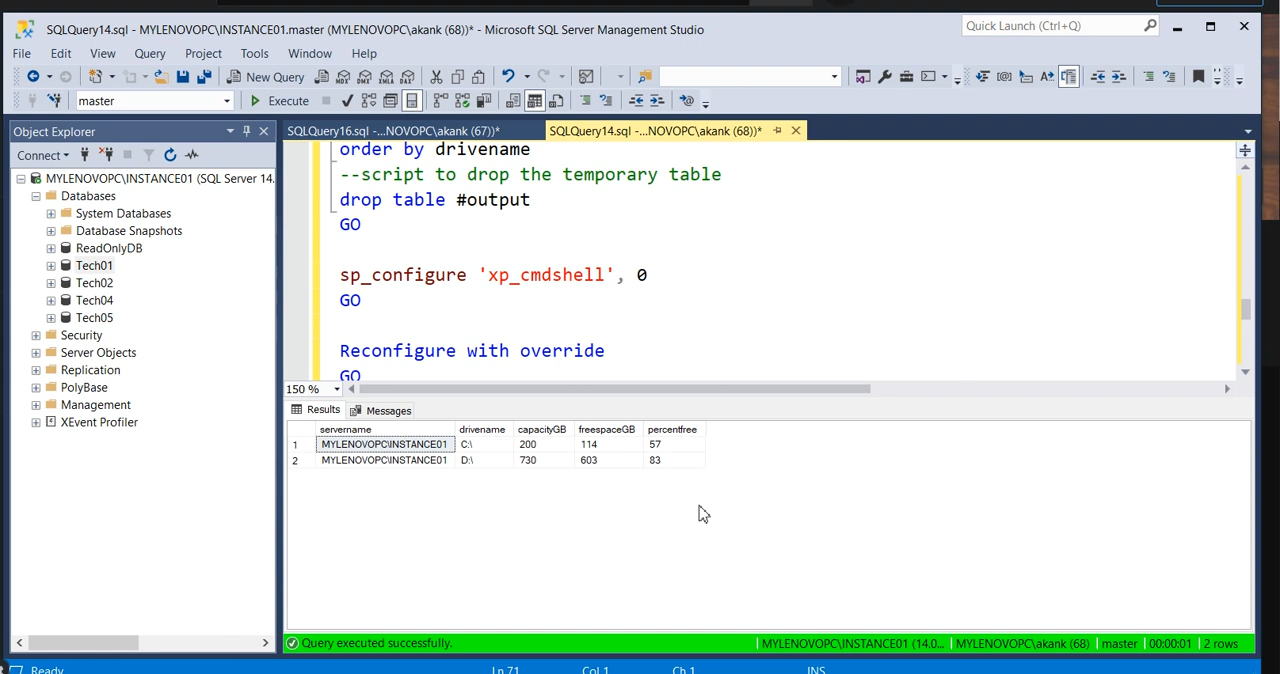 SQLQuery14.sql - MYLENOVOPC\INSTANCE01.master (MYLENOVOPC\akank (68))* - Microsoft SQL Server Management Studio
Quick Launch (Ctrl+Q)
File Edit View Query Project Tools Window Help
New Query
MDX DMX XMLA DAX
master
Execute
Object Explorer
SQLQuery16.sql -...NOVOPC\akank (67))*
SQLQuery14.sql -...NOVOPC\akank (68))*
Connect
MYLENOVOPC\INSTANCE01 (SQL Server 14.
Databases
System Databases
Database Snapshots
ReadOnlyDB
Tech01
Tech02
Tech04
Tech05
Security
Server Objects
Replication
PolyBase
Management
XEvent Profiler
order by drivename
--script to drop the temporary table
drop table #output
GO
sp_configure 'xp_cmdshell', 0
GO
Reconfigure with override
GO
150 %
Results Messages
servername drivename capacityGB freespaceGB percentfree
1 MYLENOVOPC\INSTANCE01 C:\ 200 114 57
2 MYLENOVOPC\INSTANCE01 D:\ 730 603 83
Query executed successfully.
MYLENOVOPC\INSTANCE01 (14.0... MYLENOVOPC\akank (68) master 00:00:01 2 rows
Ready Ln 71 Col 1 Ch 1 INS